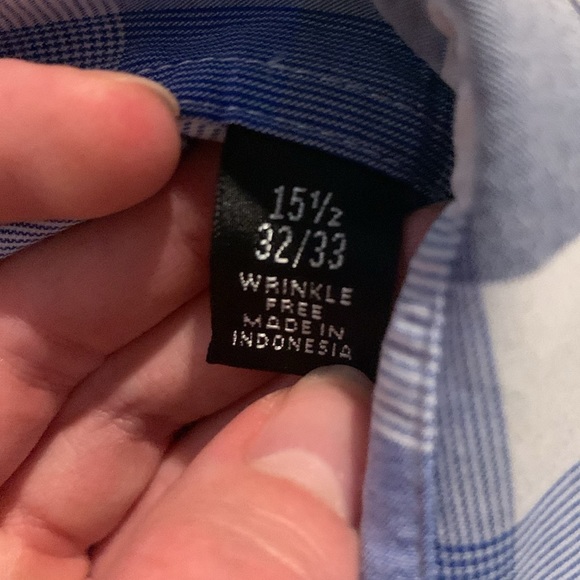 15½
32/33
WRINKLE
FREE
MADE IN
INDONESIA